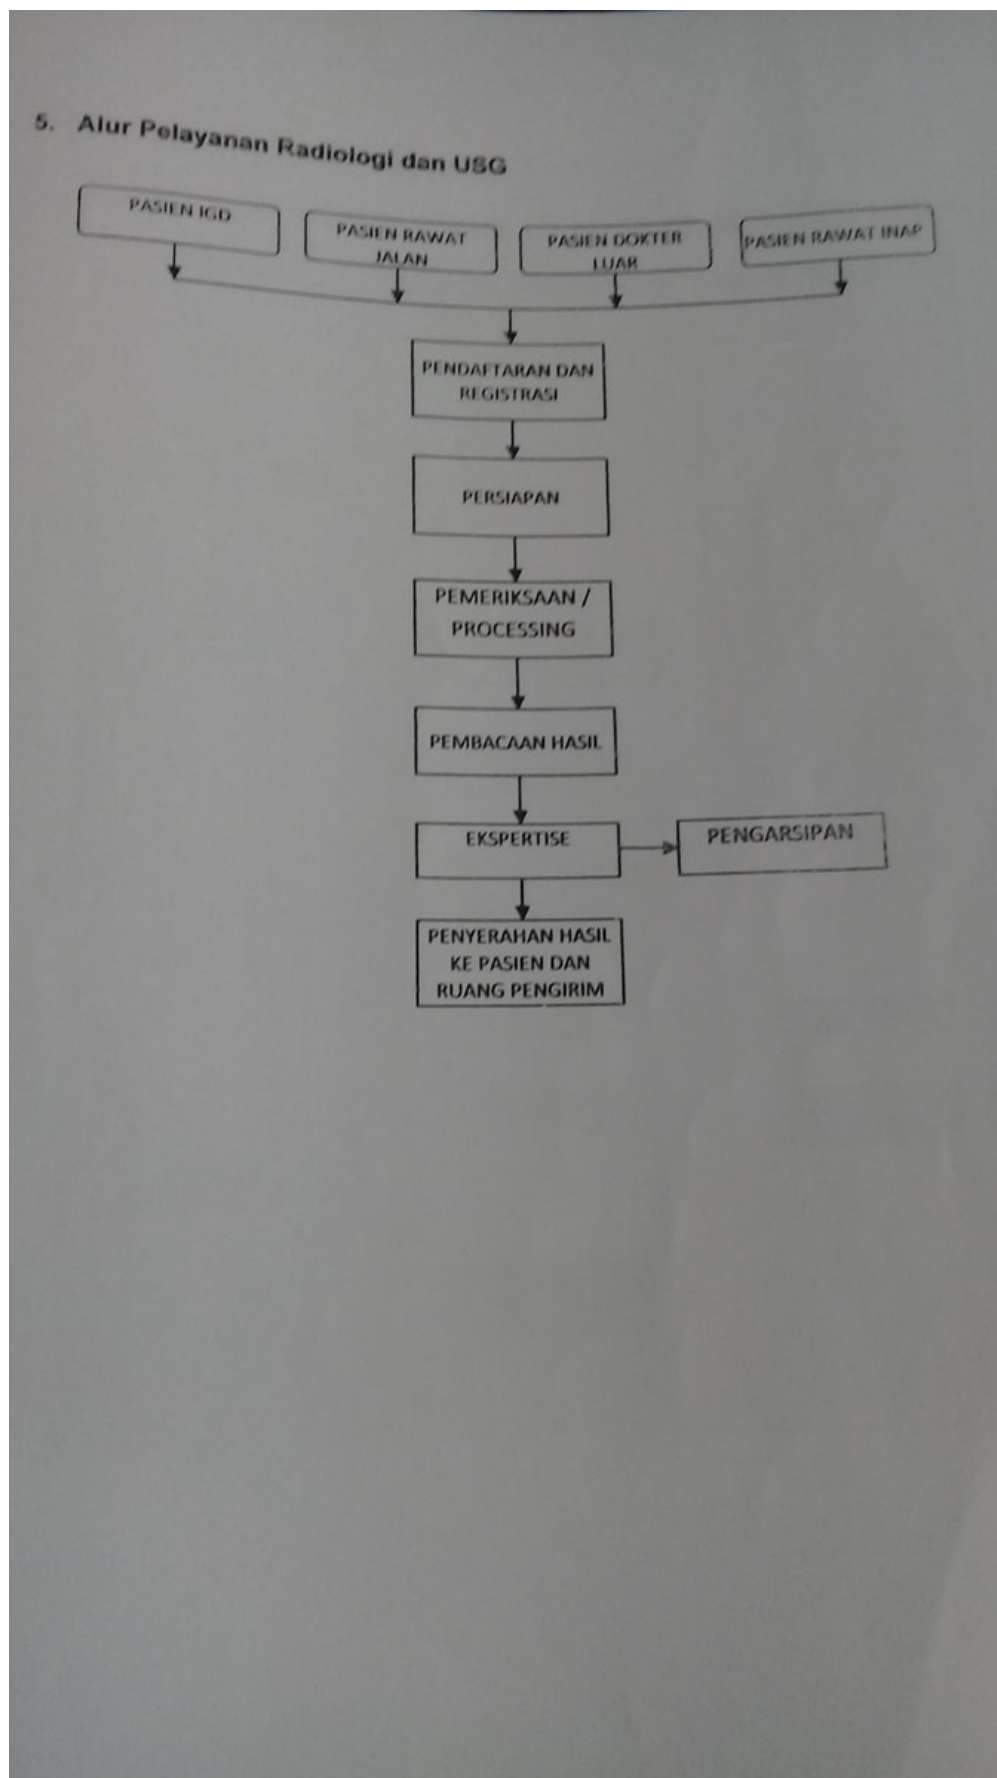 5. Alur Pelayanan Radiologi dan USG
PASIEN IGD
PASIEN RAWAT
JALAN
PASIEN DOKTER
LUAR
PASIEN RAWAT INAP
PENDAFTARAN DAN
REGISTRASI
PERSIAPAN
PEMERIKSAAN /
PROCESSING
PEMBACAAN HASIL
EKSPERTISE
PENGARSIPAN
PENYERAHAN HASIL
KE PASIEN DAN
RUANG PENGIRIM